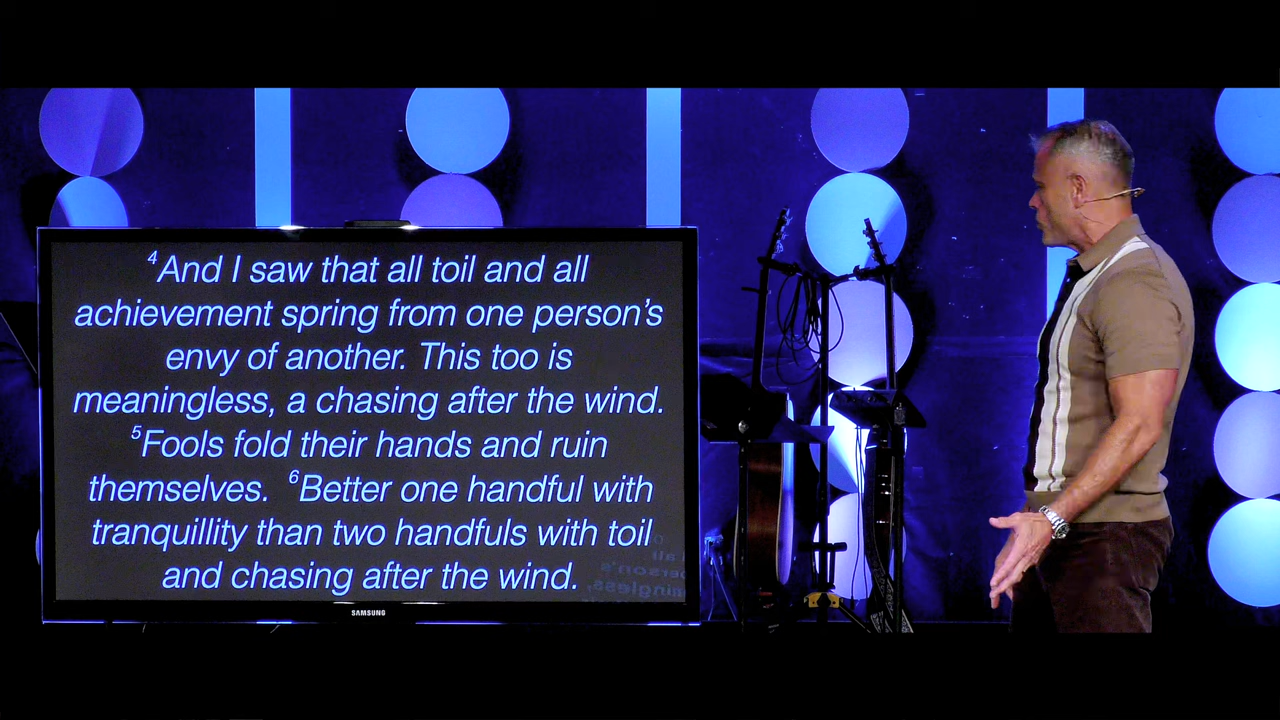 ⁴And I saw that all toil and all
achievement spring from one person's
envy of another. This too is
meaningless, a chasing after the wind.
⁵Fools fold their hands and ruin
themselves. ⁶Better one handful with
tranquillity than two handfuls with toil
and chasing after the wind.
SAMSUNG